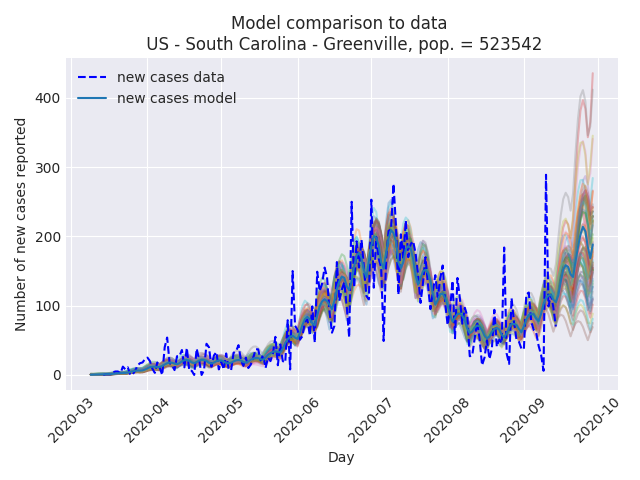 Model comparison to data
US - South Carolina - Greenville, pop. = 523542
new cases data
new cases model
Number of new cases reported
400
300
200
100
0
2020-03
2020-04
2020-05
2020-06
2020-07
2020-08
2020-09
2020-10
Day